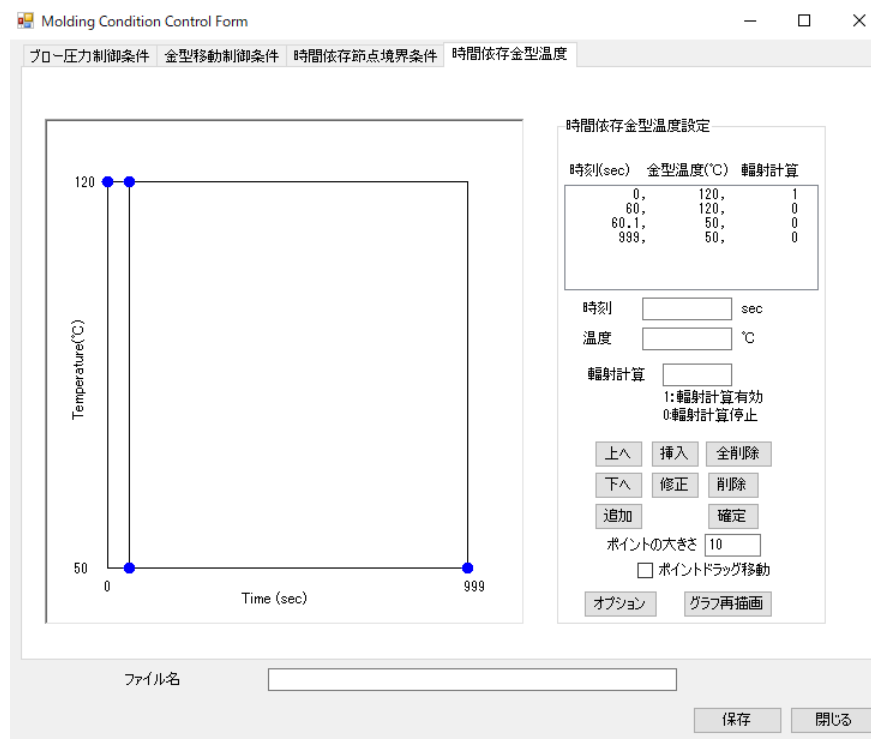 Molding Condition Control Form
ブロー圧力制御条件 金型移動制御条件 時間依存節点境界条件 時間依存金型温度
120
Temperature(℃)
50
0
999
Time (sec)
時間依存金型温度設定
時刻(sec) 金型温度(℃) 輻射計算
0, 120, 1
60, 120, 0
60.1, 50, 0
999, 50, 0
時刻 sec
温度 ℃
輻射計算
1:輻射計算有効
0:輻射計算停止
上へ 挿入 全削除
下へ 修正 削除
追加 確定
ポイントの大きさ 10
ポイントドラッグ移動
オプション グラフ再描画
ファイル名
保存 閉じる